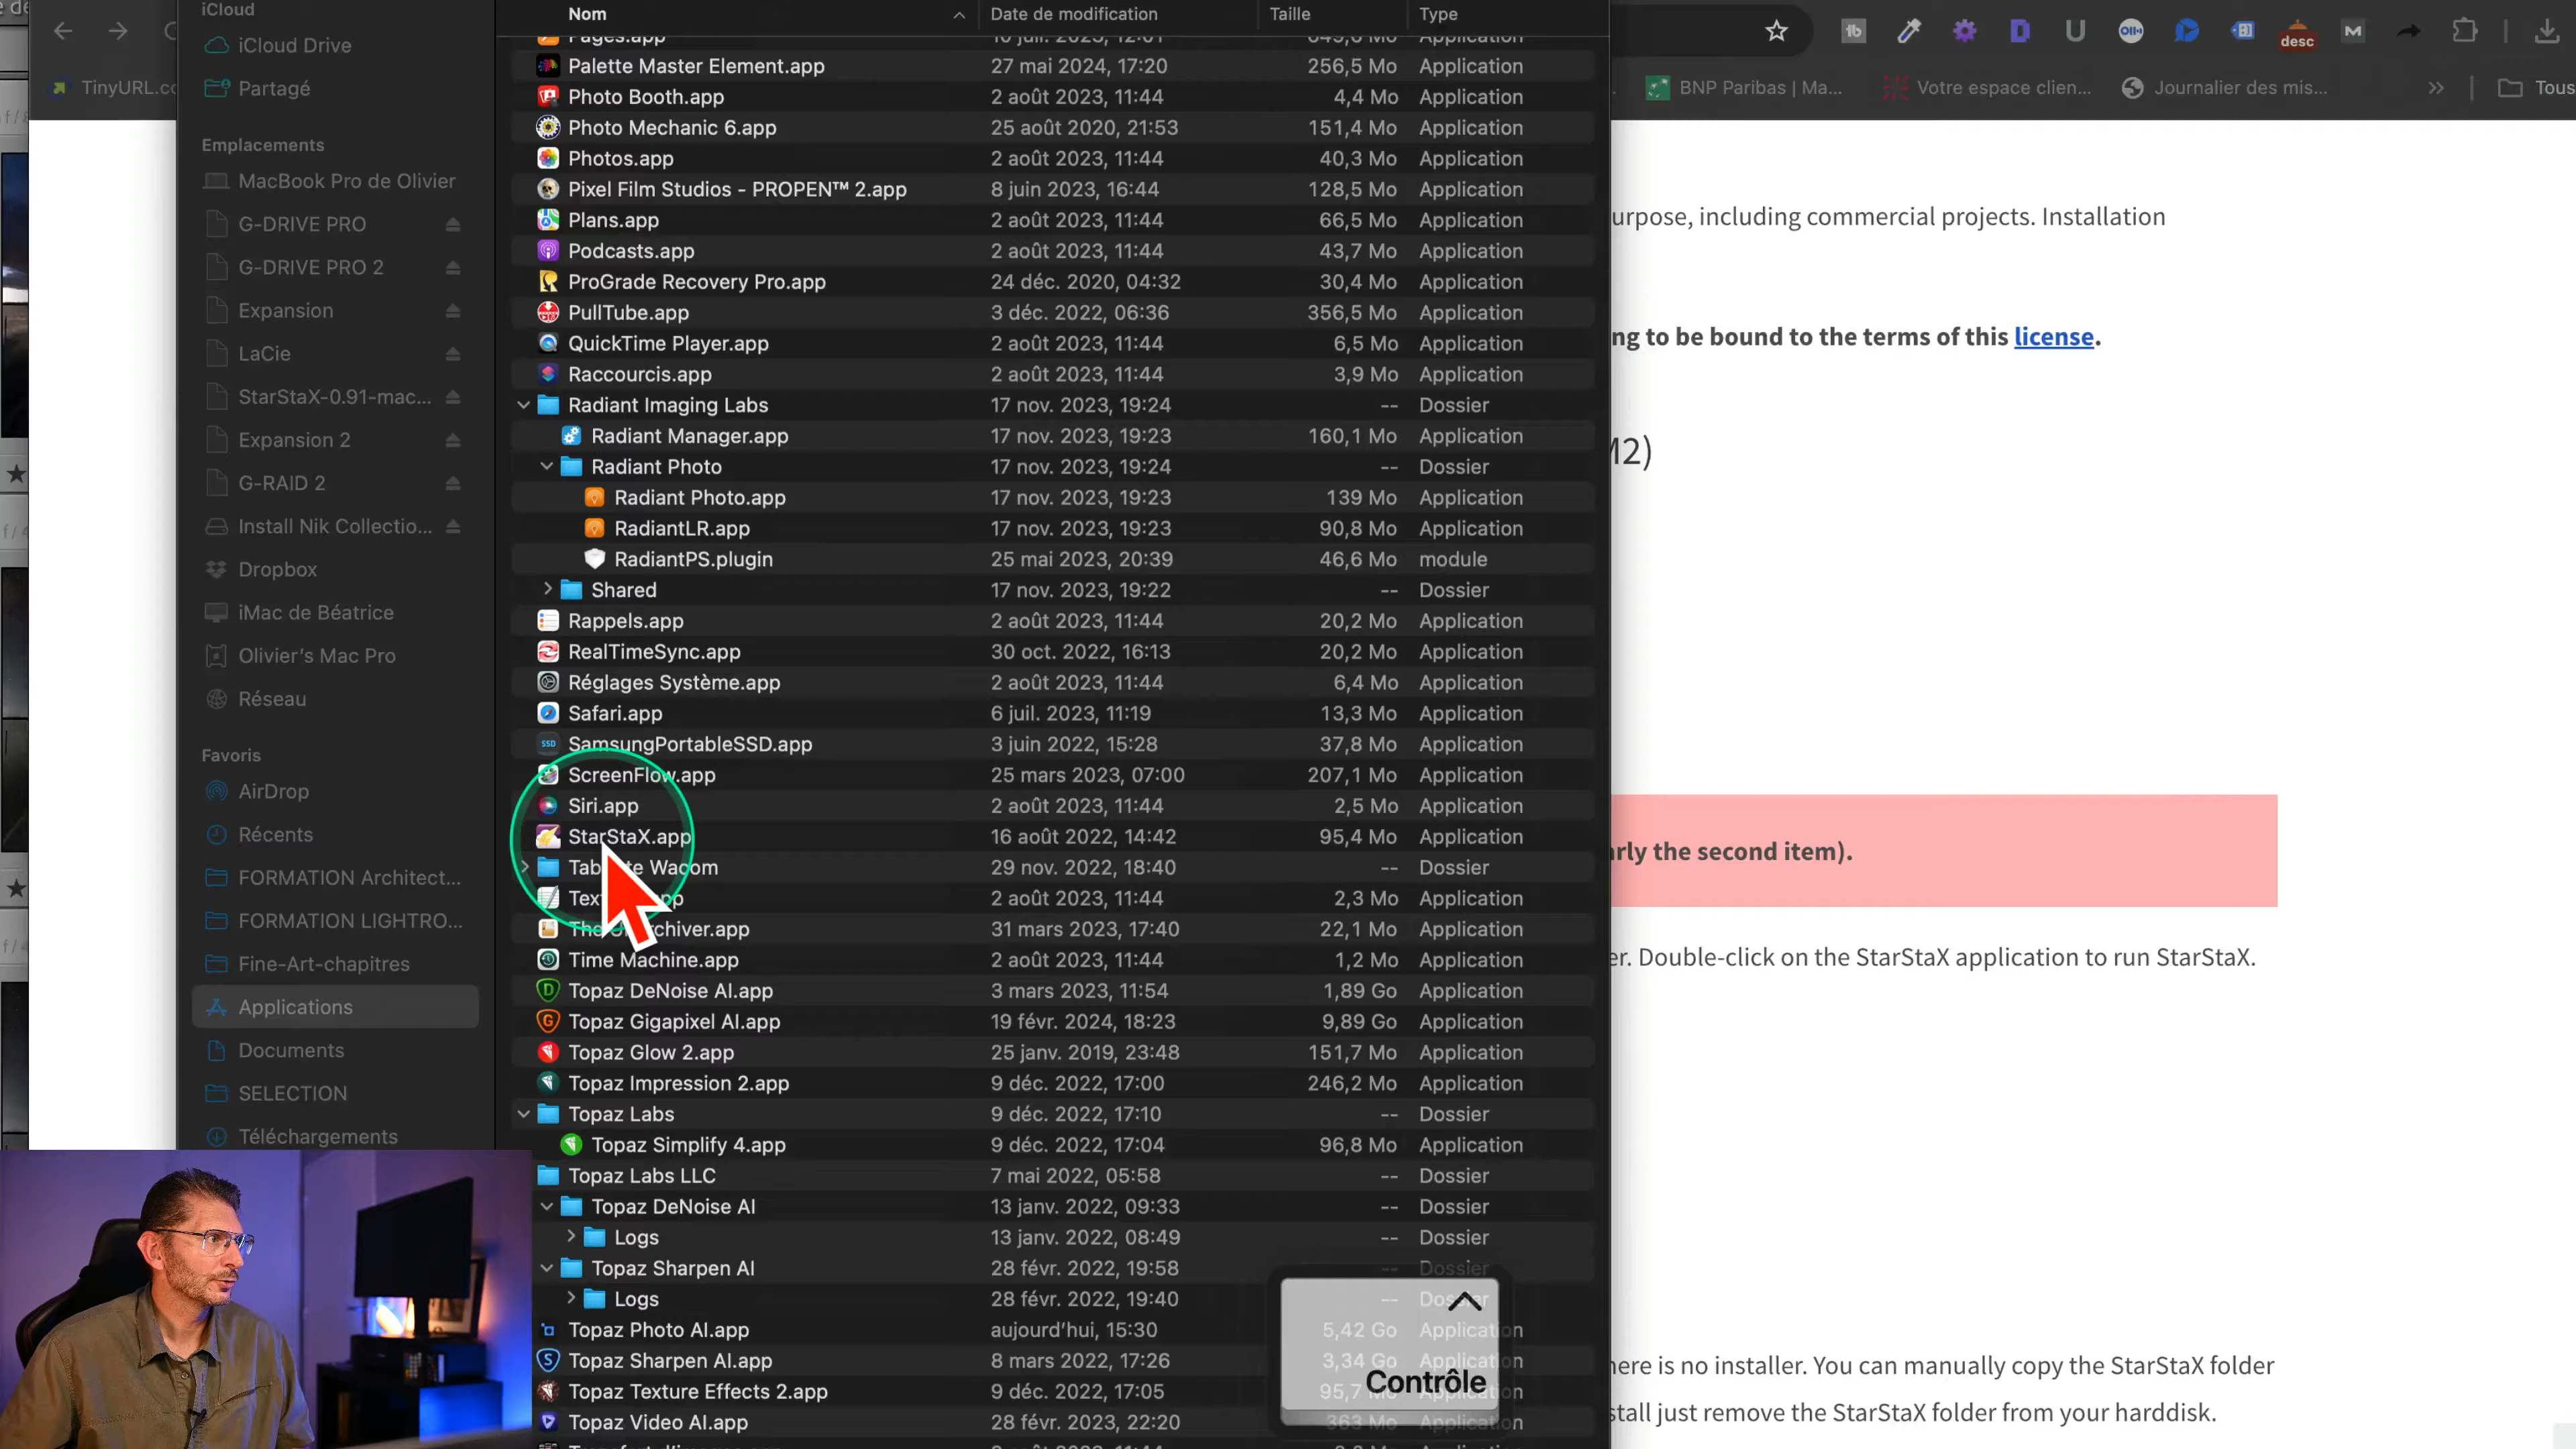 iCloud
iCloud Drive
Partagé
Emplacements
MacBook Pro de Olivier
G-DRIVE PRO
G-DRIVE PRO 2
Expansion
LaCie
StarStaX-0.91-mac...
Expansion 2
G-RAID 2
Install Nik Collectio...
Dropbox
iMac de Béatrice
Olivier's Mac Pro
Réseau
Favoris
AirDrop
Récents
FORMATION Architect...
FORMATION LIGHTRO...
Fine-Art-chapitres
Applications
Documents
SELECTION
Téléchargements
Nom Date de modification Taille Type
Pages.app
Palette Master Element.app 27 mai 2024, 17:20 256,5 Mo Application
Photo Booth.app 2 août 2023, 11:44 4,4 Mo Application
Photo Mechanic 6.app 25 août 2020, 21:53 151,4 Mo Application
Photos.app 2 août 2023, 11:44 40,3 Mo Application
Pixel Film Studios - PROPEN™ 2.app 8 juin 2023, 16:44 128,5 Mo Application
Plans.app 2 août 2023, 11:44 66,5 Mo Application
Podcasts.app 2 août 2023, 11:44 43,7 Mo Application
ProGrade Recovery Pro.app 24 déc. 2020, 04:32 30,4 Mo Application
PullTube.app 3 déc. 2022, 06:36 356,5 Mo Application
QuickTime Player.app 2 août 2023, 11:44 6,5 Mo Application
Raccourcis.app 2 août 2023, 11:44 3,9 Mo Application
Radiant Imaging Labs 17 nov. 2023, 19:24 -- Dossier
Radiant Manager.app 17 nov. 2023, 19:23 160,1 Mo Application
Radiant Photo 17 nov. 2023, 19:24 -- Dossier
Radiant Photo.app 17 nov. 2023, 19:23 139 Mo Application
RadiantLR.app 17 nov. 2023, 19:23 90,8 Mo Application
RadiantPS.plugin 25 mai 2023, 20:39 46,6 Mo module
Shared 17 nov. 2023, 19:22 -- Dossier
Rappels.app 2 août 2023, 11:44 20,2 Mo Application
RealTimeSync.app 30 oct. 2022, 16:13 20,2 Mo Application
Réglages Système.app 2 août 2023, 11:44 6,4 Mo Application
Safari.app 6 juil. 2023, 11:19 13,3 Mo Application
SamsungPortableSSD.app 3 juin 2022, 15:28 37,8 Mo Application
ScreenFlow.app 25 mars 2023, 07:00 207,1 Mo Application
Siri.app 2 août 2023, 11:44 2,5 Mo Application
StarStaX.app 16 août 2022, 14:42 95,4 Mo Application
Wacom 29 nov. 2022, 18:40 -- Dossier
2 août 2023, 11:44 2,3 Mo Application
31 mars 2023, 17:40 22,1 Mo Application
Time Machine.app 2 août 2023, 11:44 1,2 Mo Application
Topaz DeNoise AI.app 3 mars 2023, 11:54 1,89 Go Application
Topaz Gigapixel AI.app 19 févr. 2024, 18:23 9,89 Go Application
Topaz Glow 2.app 25 janv. 2019, 23:48 151,7 Mo Application
Topaz Impression 2.app 9 déc. 2022, 17:00 246,2 Mo Application
Topaz Labs 9 déc. 2022, 17:10 -- Dossier
Topaz Simplify 4.app 9 déc. 2022, 17:04 96,8 Mo Application
Topaz Labs LLC 7 mai 2022, 05:58 -- Dossier
Topaz DeNoise AI 13 janv. 2022, 09:33 -- Dossier
Logs 13 janv. 2022, 08:49 -- Dossier
Topaz Sharpen AI 28 févr. 2022, 19:58 -- Dossier
Logs 28 févr. 2022, 19:40 -- Dossier
Topaz Photo AI.app aujourd'hui, 15:30 5,42 Go Application
Topaz Sharpen AI.app 8 mars 2022, 17:26 3,34 Go Application
Topaz Texture Effects 2.app 9 déc. 2022, 17:05 95,7 Mo Application
Topaz Video AI.app 28 févr. 2023, 22:20 363 Mo Application
Contrôle
TinyURL.co
desc
BNP Paribas | Ma...
Votre espace clien...
Journalier des mis...
Tous
urpose, including commercial projects. Installation
ng to be bound to the terms of this license.
M2)
rly the second item).
er. Double-click on the StarStaX application to run StarStaX.
here is no installer. You can manually copy the StarStaX folder
stall just remove the StarStaX folder from your harddisk.